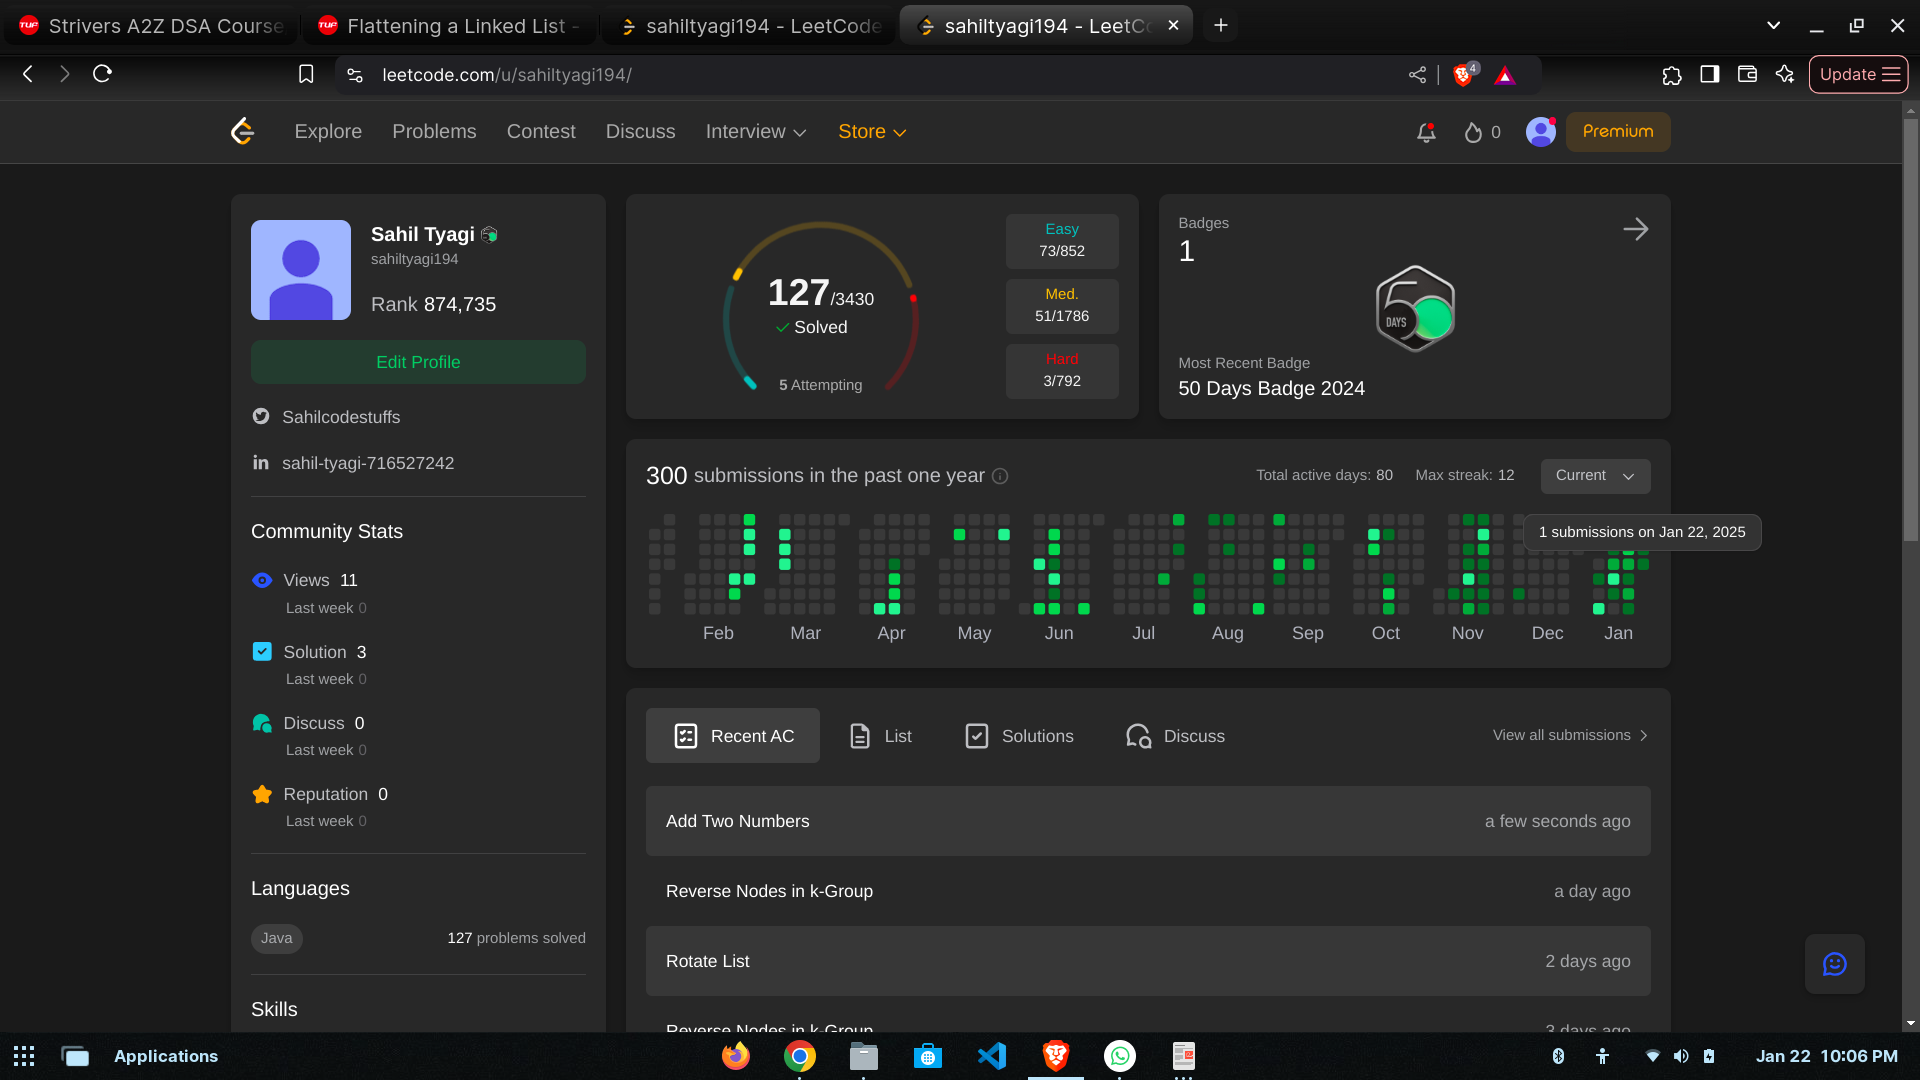 Strivers A2Z DSA Course
Flattening a Linked List -
sahiltyagi194 - LeetCode
sahiltyagi194 - LeetC
leetcode.com/u/sahiltyagi194/
4
Update
Explore
Problems
Contest
Discuss
Interview
Store
0
Premium
Sahil Tyagi
sahiltyagi194
Rank 874,735
Edit Profile
Sahilcodestuffs
sahil-tyagi-716527242
Community Stats
Views 11
Last week 0
Solution 3
Last week 0
Discuss 0
Last week 0
Reputation 0
Last week 0
Languages
Java
127 problems solved
Skills
127/3430
Solved
5 Attempting
Easy
73/852
Med.
51/1786
Hard
3/792
Badges
1
50 DAYS
Most Recent Badge
50 Days Badge 2024
300 submissions in the past one year
Total active days: 80
Max streak: 12
Current
1 submissions on Jan 22, 2025
Feb Mar Apr May Jun Jul Aug Sep Oct Nov Dec Jan
Recent AC
List
Solutions
Discuss
View all submissions
Add Two Numbers
a few seconds ago
Reverse Nodes in k-Group
a day ago
Rotate List
2 days ago
Reverse Nodes in k-Group
3 days ago
Applications
Jan 22 10:06 PM